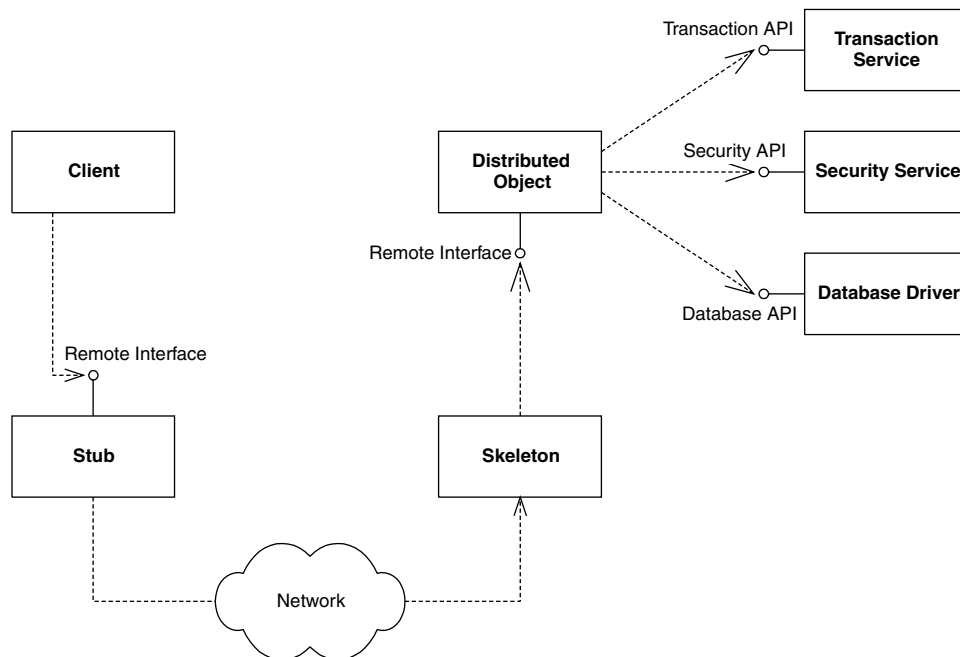 Transaction API
Transaction
Service
Client
Distributed
Object
Security API
Security Service
Remote Interface
Database Driver
Database API
Remote Interface
Stub
Skeleton
Network